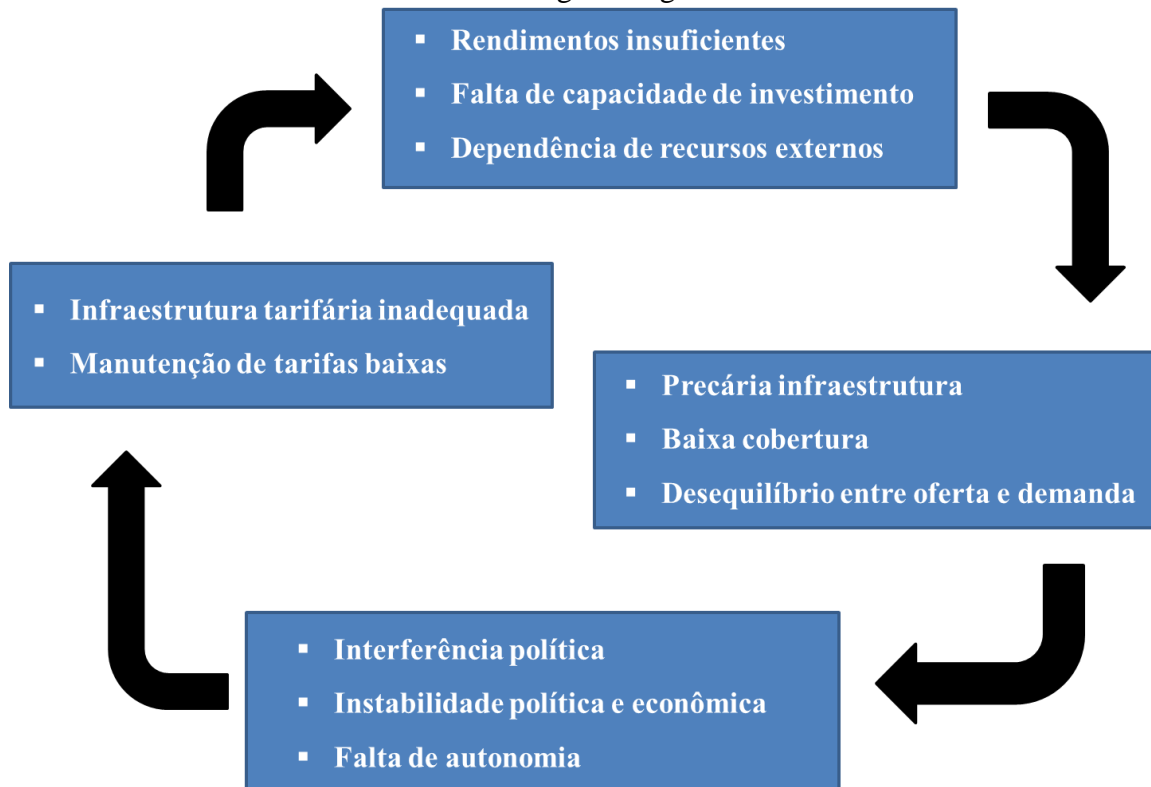 ▪ Rendimentos insuficientes
▪ Falta de capacidade de investimento
▪ Dependência de recursos externos
▪ Infraestrutura tarifária inadequada
▪ Manutenção de tarifas baixas
▪ Precária infraestrutura
▪ Baixa cobertura
▪ Desequilíbrio entre oferta e demanda
▪ Interferência política
▪ Instabilidade política e econômica
▪ Falta de autonomia